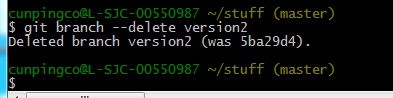 cunpingco@L-SJC-00550987 ~/stuff (master)
$ git branch --delete version2
Deleted branch version2 (was 5ba29d4).
cunpingco@L-SJC-00550987 ~/stuff (master)
$